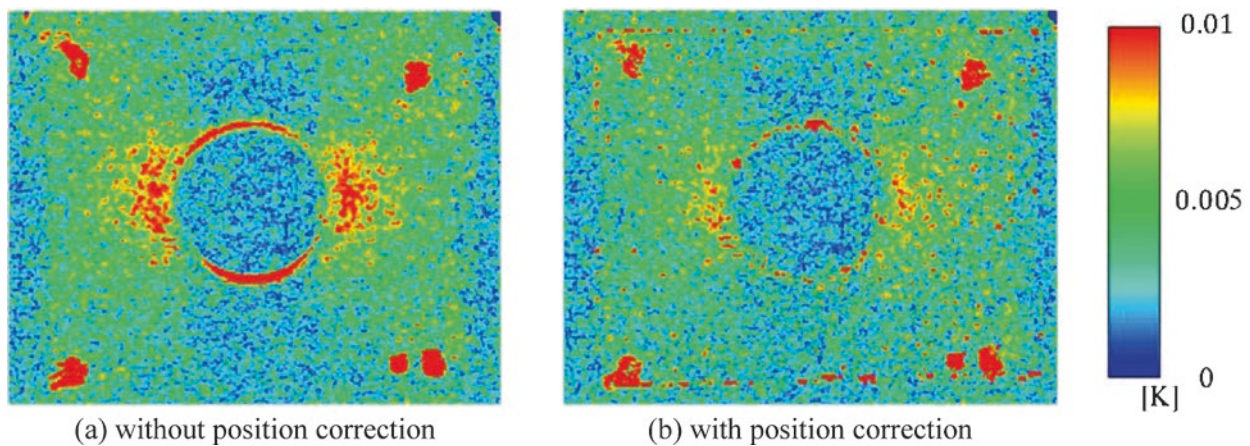 0.01
0.005
0
[K]
(a) without position correction
(b) with position correction